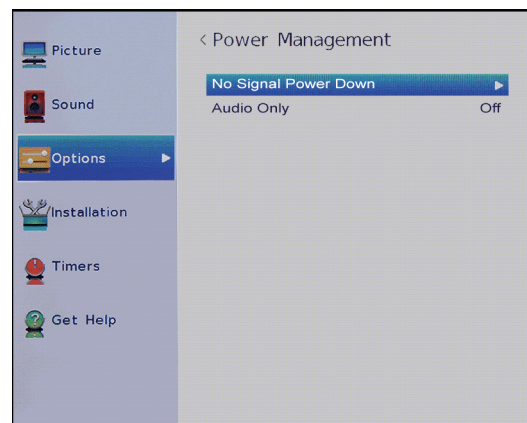 Picture
Sound
Options
Installation
Timers
Get Help
< Power Management
No Signal Power Down
Audio Only Off